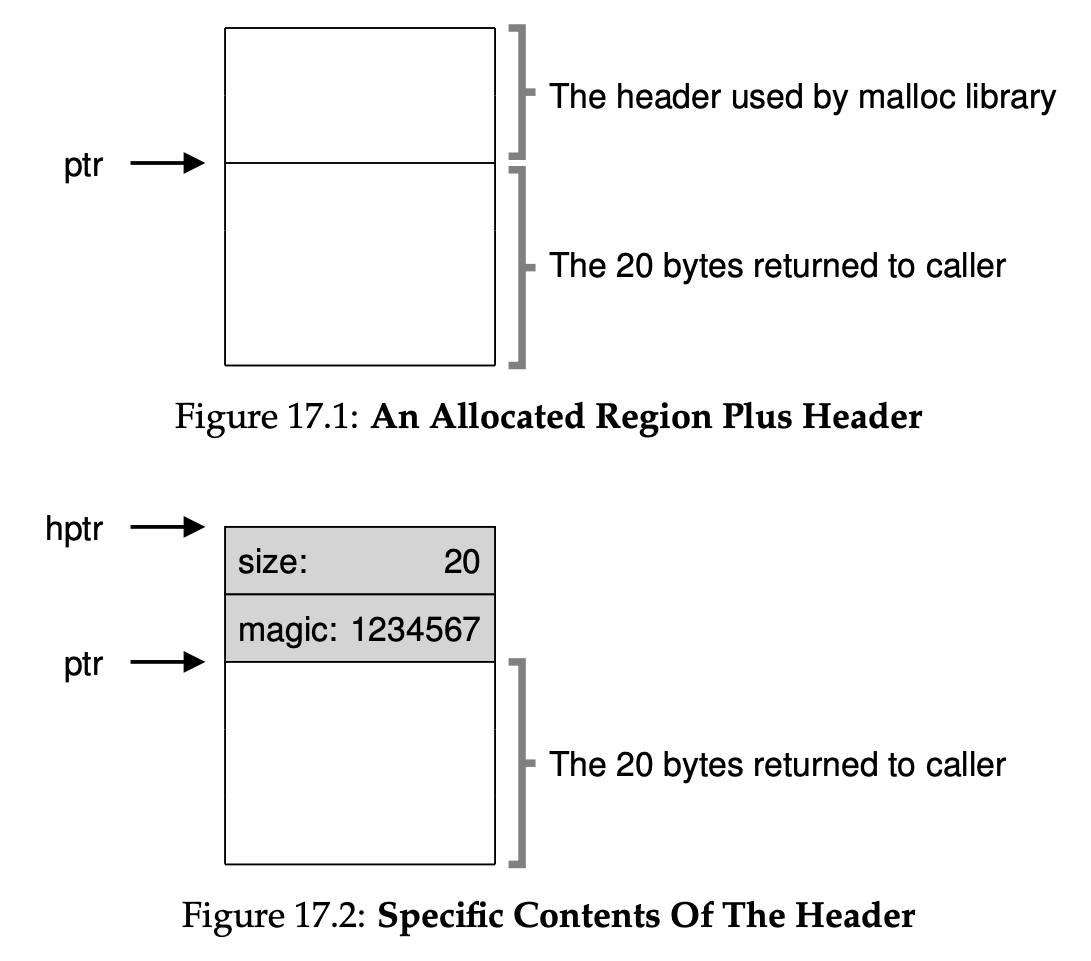 The header used by malloc library
ptr
The 20 bytes returned to caller
Figure 17.1: An Allocated Region Plus Header
hptr
size: 20
magic: 1234567
ptr
The 20 bytes returned to caller
Figure 17.2: Specific Contents Of The Header